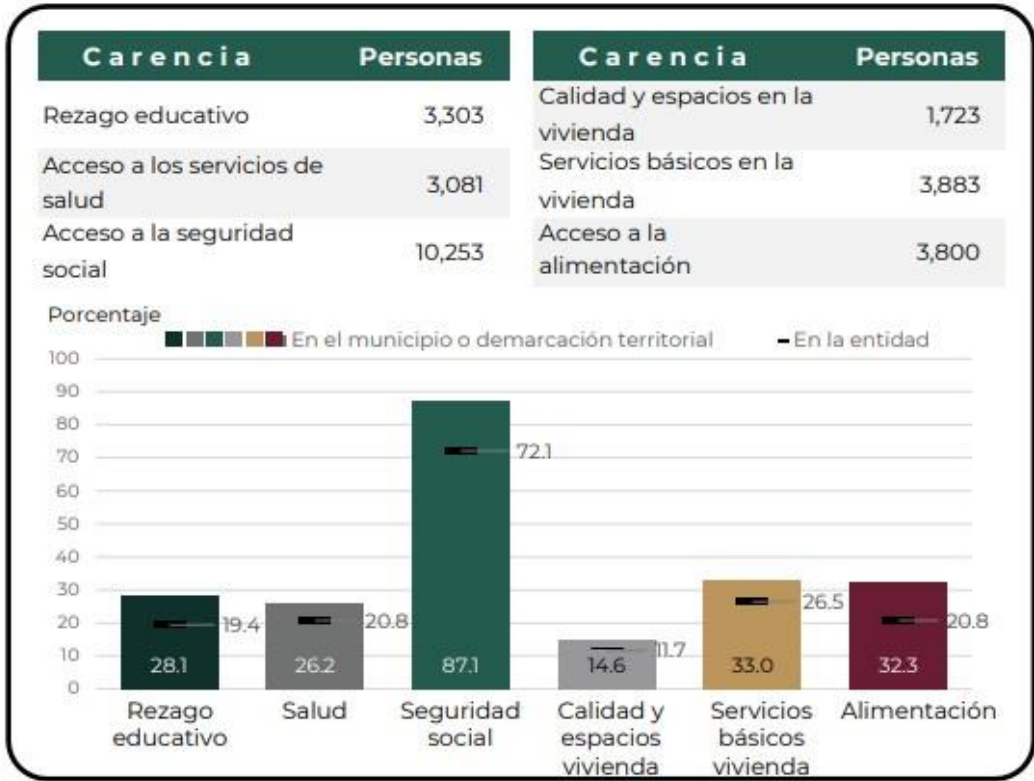 Carencia Personas
Rezago educativo 3,303
Acceso a los servicios de
salud 3,081
Acceso a la seguridad
social 10,253
Carencia Personas
Calidad y espacios en la
vivienda 1,723
Servicios básicos en la
vivienda 3,883
Acceso a la
alimentación 3,800
Porcentaje
En el municipio o demarcación territorial
En la entidad
100
90
80
70
60
50
40
30
20
10
0
19.4
28.1
20.8
26.2
72.1
87.1
11.7
14.6
26.5
33.0
20.8
32.3
Rezago
educativo
Salud
Seguridad
social
Calidad y
espacios
vivienda
Servicios
básicos
vivienda
Alimentación